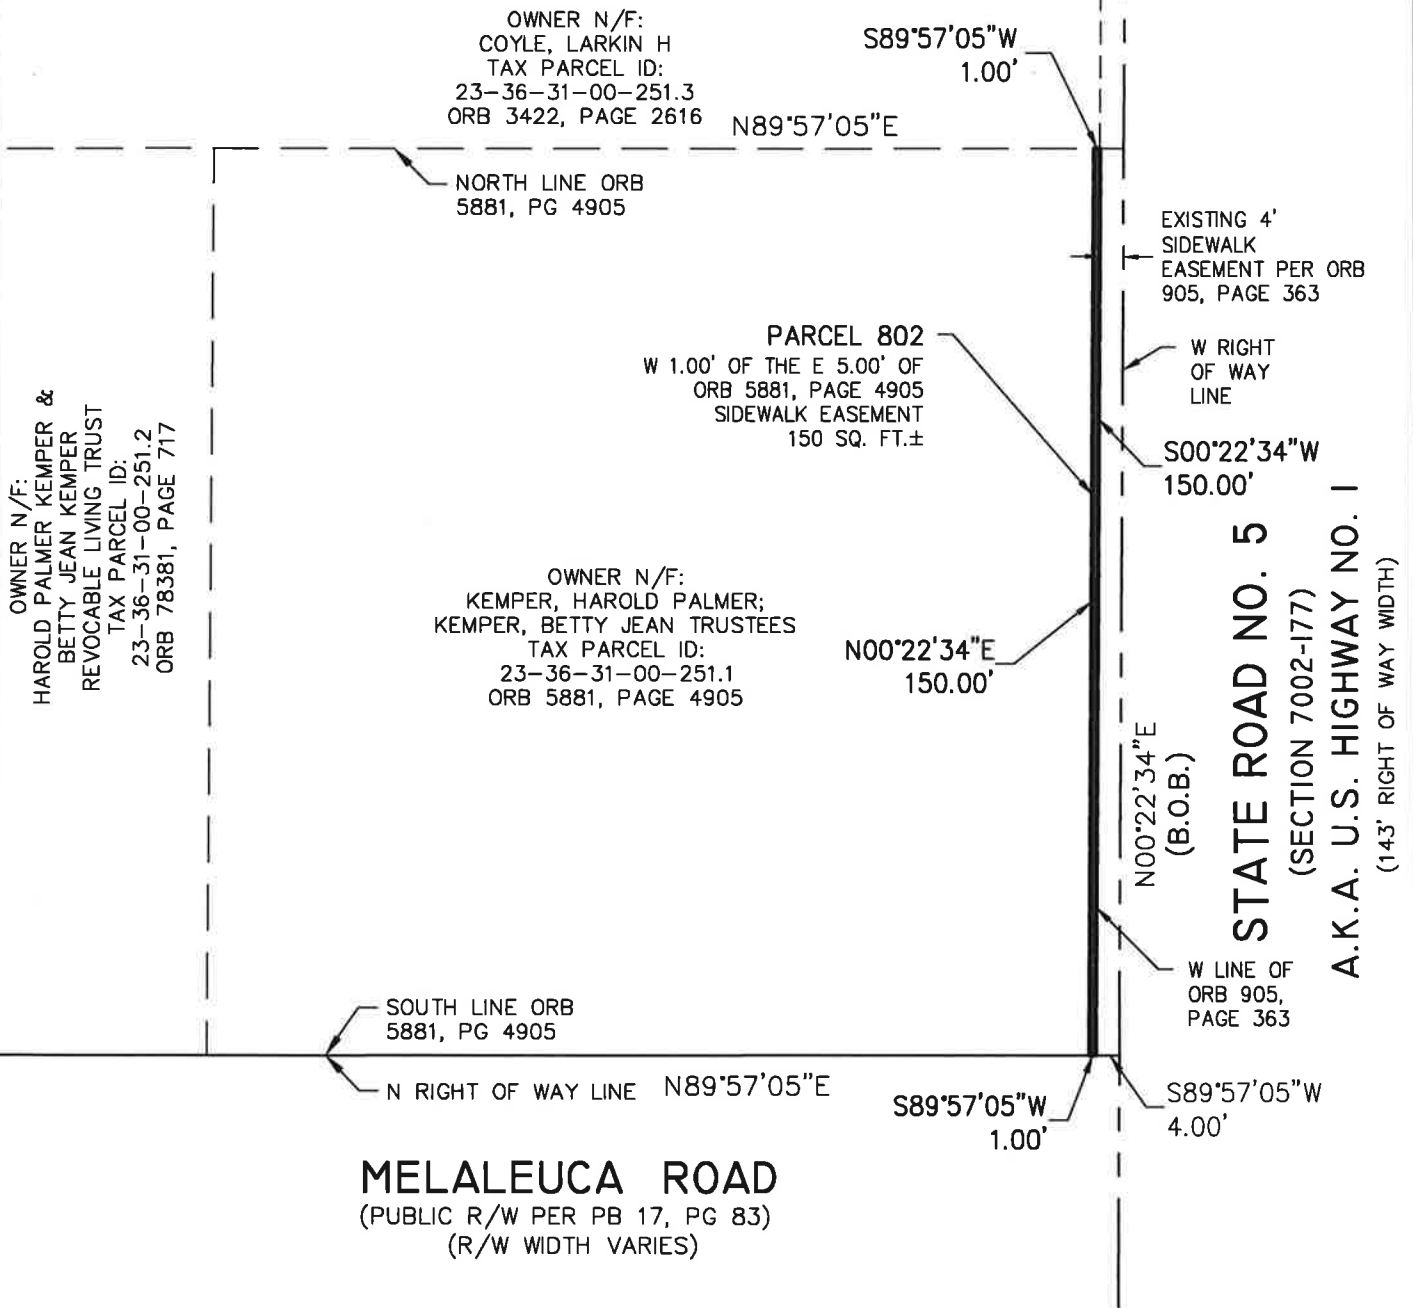 OWNER N/F:
COYLE, LARKIN H
TAX PARCEL ID:
23-36-31-00-251.3
ORB 3422, PAGE 2616
N89°57'05"E
S89°57'05"W
1.00'
NORTH LINE ORB
5881, PG 4905
EXISTING 4'
SIDEWALK
EASEMENT PER ORB
905, PAGE 363
PARCEL 802
W 1.00' OF THE E 5.00' OF
ORB 5881, PAGE 4905
SIDEWALK EASEMENT
150 SQ. FT.±
W RIGHT
OF WAY
LINE
S00°22'34"W
150.00'
OWNER N/F:
HAROLD PALMER KEMPER &
BETTY JEAN KEMPER
REVOCABLE LIVING TRUST
TAX PARCEL ID:
23-36-31-00-251.2
ORB 78381, PAGE 717
OWNER N/F:
KEMPER, HAROLD PALMER;
KEMPER, BETTY JEAN TRUSTEES
TAX PARCEL ID:
23-36-31-00-251.1
ORB 5881, PAGE 4905
N00°22'34"E
150.00'
N00°22'34"E
(B.O.B.)
STATE ROAD NO. 5
(SECTION 7002-177)
A.K.A. U.S. HIGHWAY NO. 1
(143' RIGHT OF WAY WIDTH)
W LINE OF
ORB 905,
PAGE 363
SOUTH LINE ORB
5881, PG 4905
N RIGHT OF WAY LINE
N89°57'05"E
S89°57'05"W
1.00'
S89°57'05"W
4.00'
MELALEUCA ROAD
(PUBLIC R/W PER PB 17, PG 83)
(R/W WIDTH VARIES)